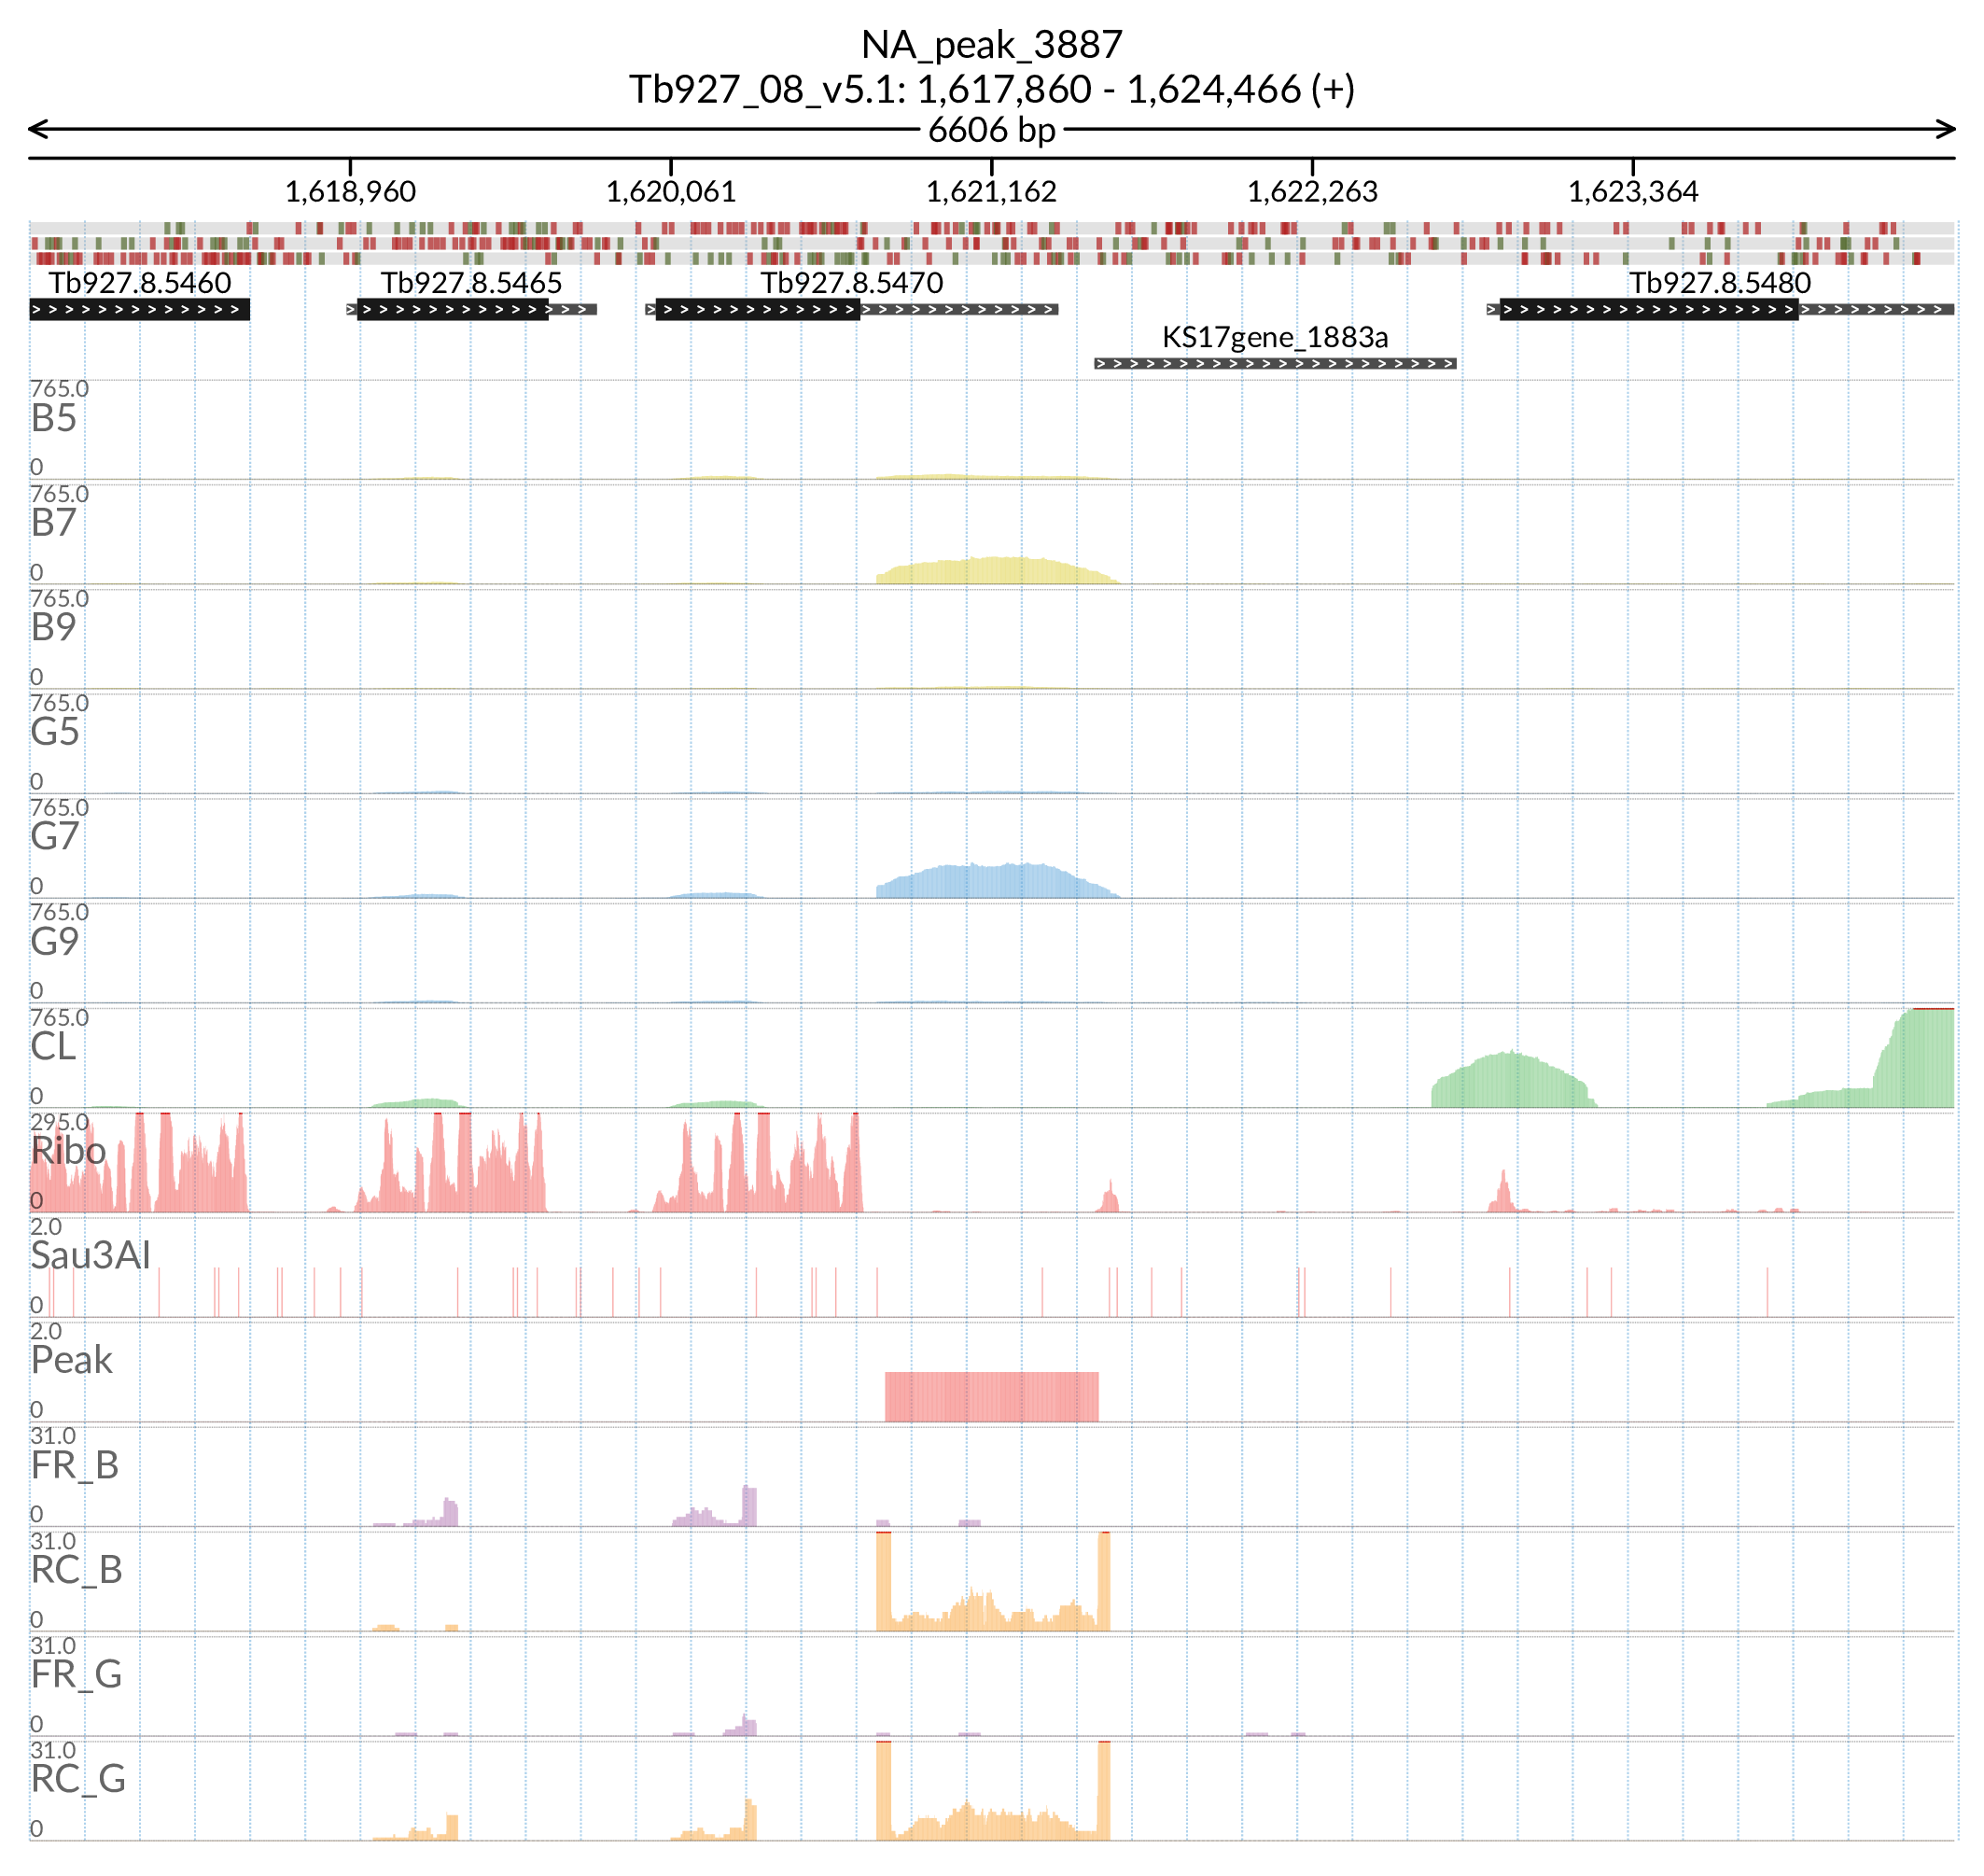 NA_peak_3887
Tb927_08_v5.1: 1,617,860 - 1,624,466 (+)
6606 bp
1,618,960 1,620,061 1,621,162 1,622,263 1,623,364
Tb927.8.5460 Tb927.8.5465 Tb927.8.5470 Tb927.8.5480
KS17gene_1883a
765.0
B5
0
765.0
B7
0
765.0
B9
0
765.0
G5
0
765.0
G7
0
765.0
G9
0
765.0
CL
0
295.0
Ribo
0
2.0
Sau3AI
0
2.0
Peak
0
31.0
FR_B
0
31.0
RC_B
0
31.0
FR_G
0
31.0
RC_G
0